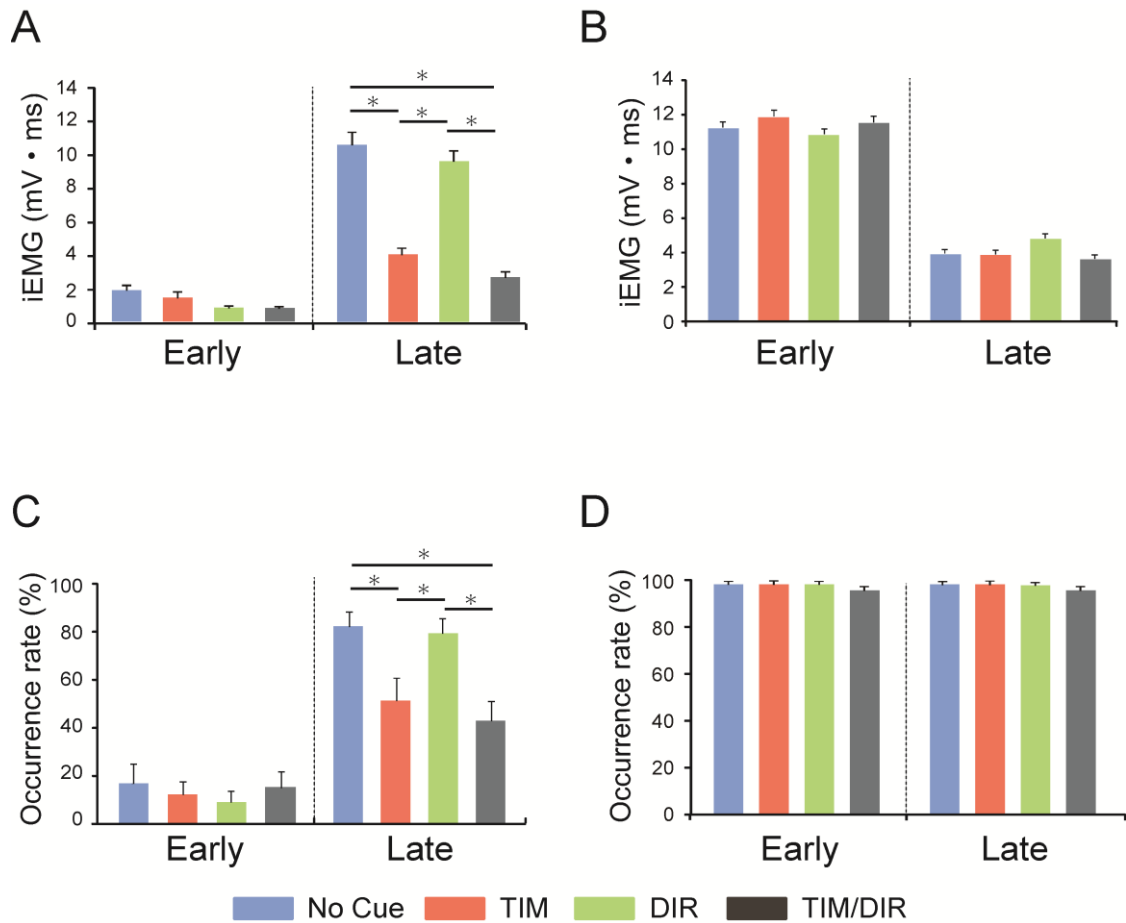 A
B
iEMG (mV • ms)
14
12
10
8
6
4
2
0
* 
* * *
Early Late
iEMG (mV • ms)
14
12
10
8
6
4
2
0
Early Late
C
D
Occurrence rate (%)
100
80
60
40
20
0
*
* * *
Early Late
Occurrence rate (%)
100
80
60
40
20
0
Early Late
No Cue TIM DIR TIM/DIR